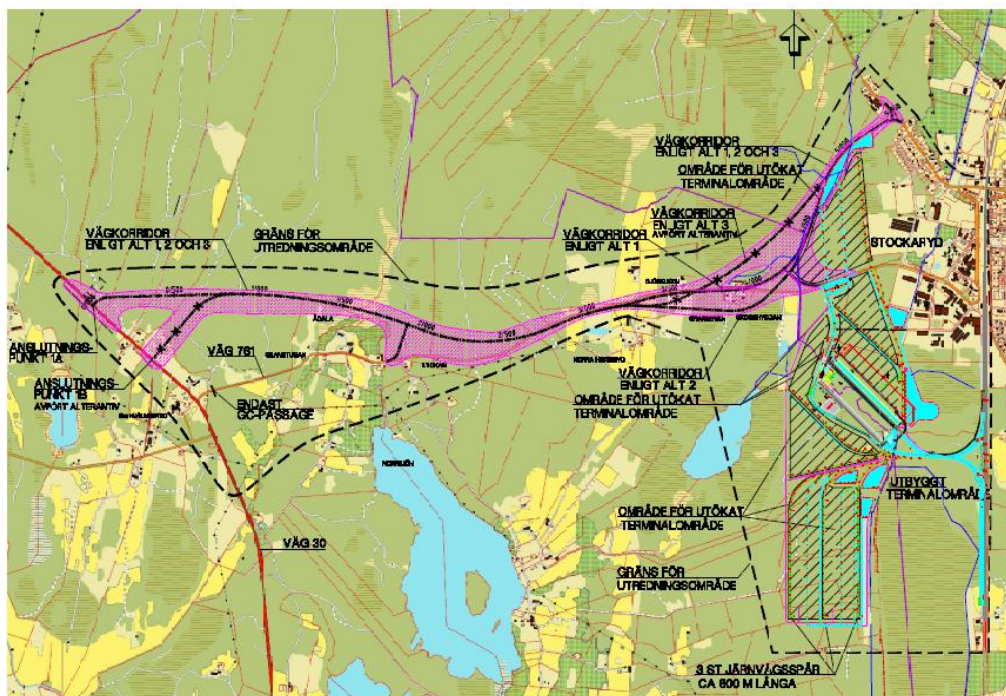 VÄGKORRIDOR
ENLIGT ALT 1, 2 OCH 3
OMRÅDE FÖR UTÖKAT
TERMINALOMRÅDE
VÄGKORRIDOR
ENLIGT ALT 3
AVFÖRT ALTERANTIV
VÄGKORRIDOR
ENLIGT ALT 1
VÄGKORRIDOR
ENLIGT ALT 1, 2 OCH 3
GRÄNS FÖR
UTREDNINGSOMRÅDE
STOCKARYD
ANSLUTNINGS-
PUNKT 1A
VÄG 761
ANSLUTNINGS-
PUNKT 1B
AVFÖRT ALTERANTIV
ENDAST
GC-PASSAGE
VÄGKORRIDOR
ENLIGT ALT 2
OMRÅDE FÖR UTÖKAT
TERMINALOMRÅDE
UTBYGGT
TERMINALOMRÅDE
OMRÅDE FÖR UTÖKAT
TERMINALOMRÅDE
VÄG 30
GRÄNS FÖR
UTREDNINGSOMRÅDE
3 ST JÄRNVÄGSSPÅR
CA 800 M LÅNGA